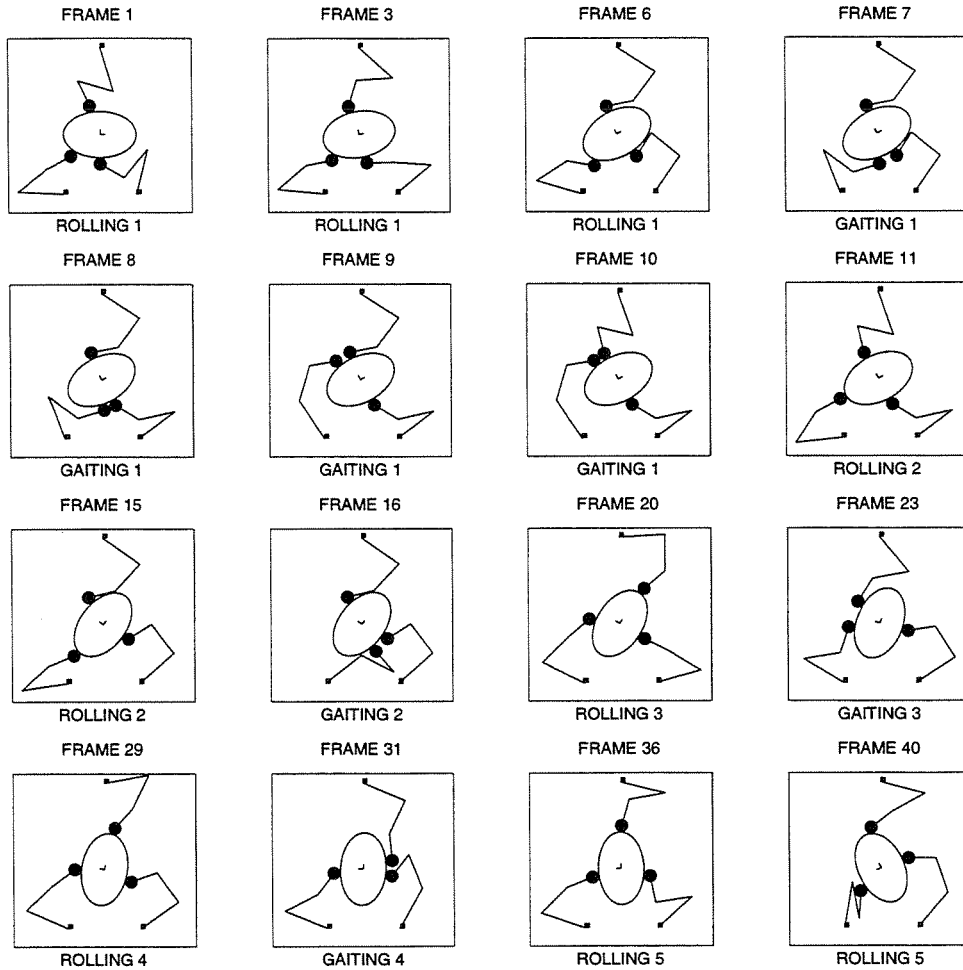 FRAME 1 FRAME 3 FRAME 6 FRAME 7
ROLLING 1 ROLLING 1 ROLLING 1 GAITING 1
FRAME 8 FRAME 9 FRAME 10 FRAME 11
GAITING 1 GAITING 1 GAITING 1 ROLLING 2
FRAME 15 FRAME 16 FRAME 20 FRAME 23
ROLLING 2 GAITING 2 ROLLING 3 GAITING 3
FRAME 29 FRAME 31 FRAME 36 FRAME 40
ROLLING 4 GAITING 4 ROLLING 5 ROLLING 5